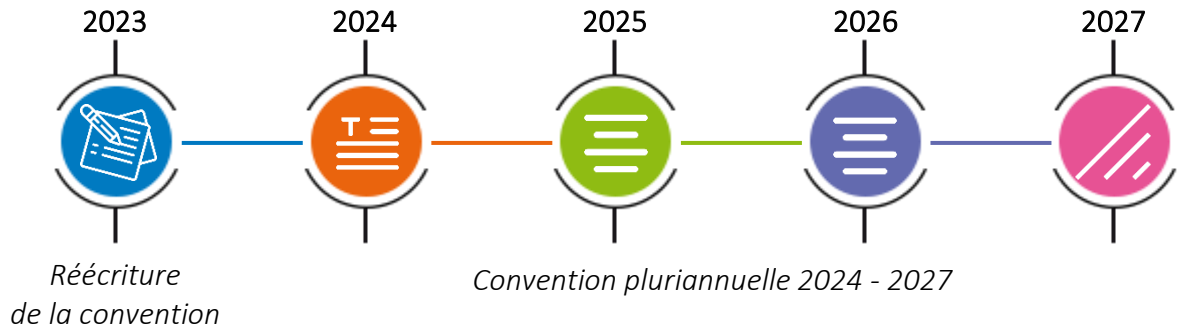 2023 2024 2025 2026 2027
T
Réécriture
de la convention
Convention pluriannuelle 2024 - 2027